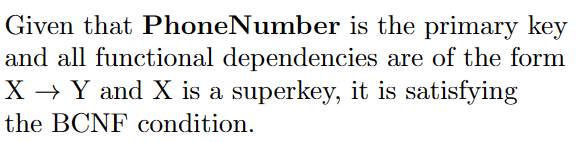 Given that PhoneNumber is the primary key
and all functional dependencies are of the form
X → Y and X is a superkey, it is satisfying
the BCNF condition.